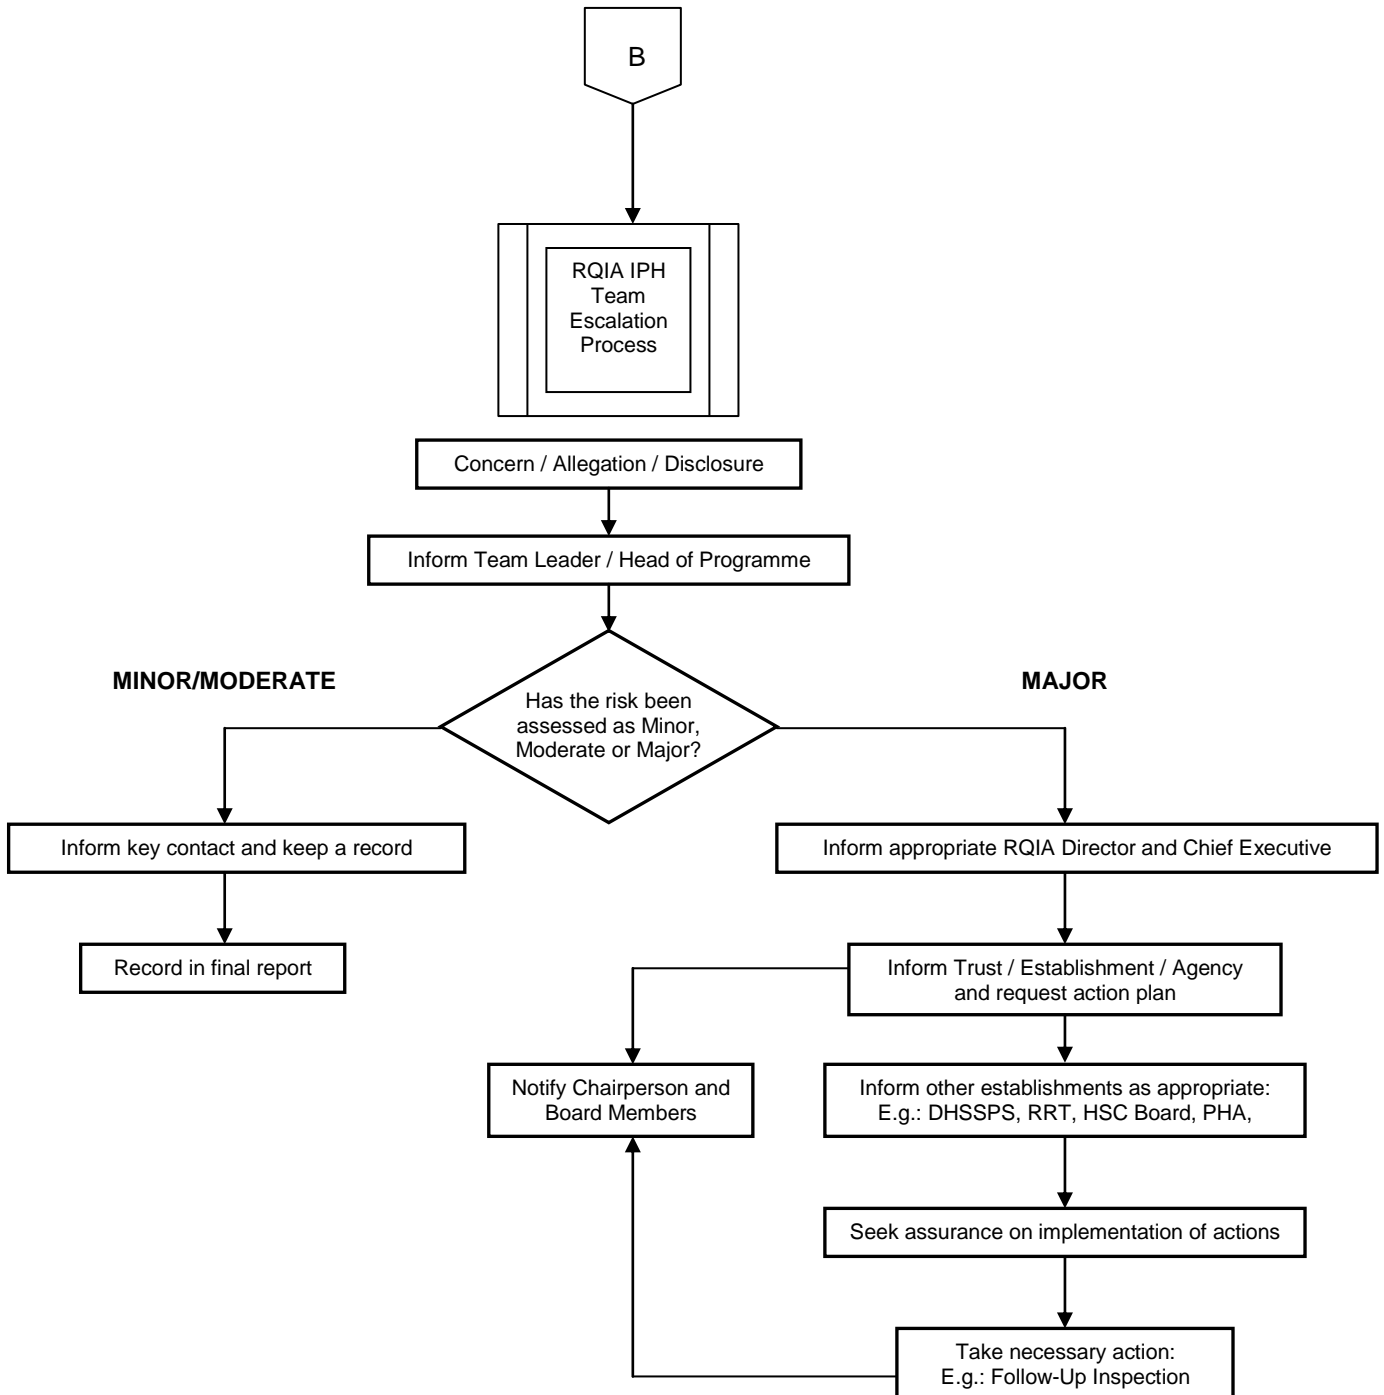 B
RQIA IPH
Team
Escalation
Process
Concern / Allegation / Disclosure
Inform Team Leader / Head of Programme
MINOR/MODERATE
MAJOR
Has the risk been
assessed as Minor,
Moderate or Major?
Inform key contact and keep a record
Inform appropriate RQIA Director and Chief Executive
Record in final report
Inform Trust / Establishment / Agency
and request action plan
Notify Chairperson and
Board Members
Inform other establishments as appropriate:
E.g.: DHSSPS, RRT, HSC Board, PHA,
Seek assurance on implementation of actions
Take necessary action:
E.g.: Follow-Up Inspection